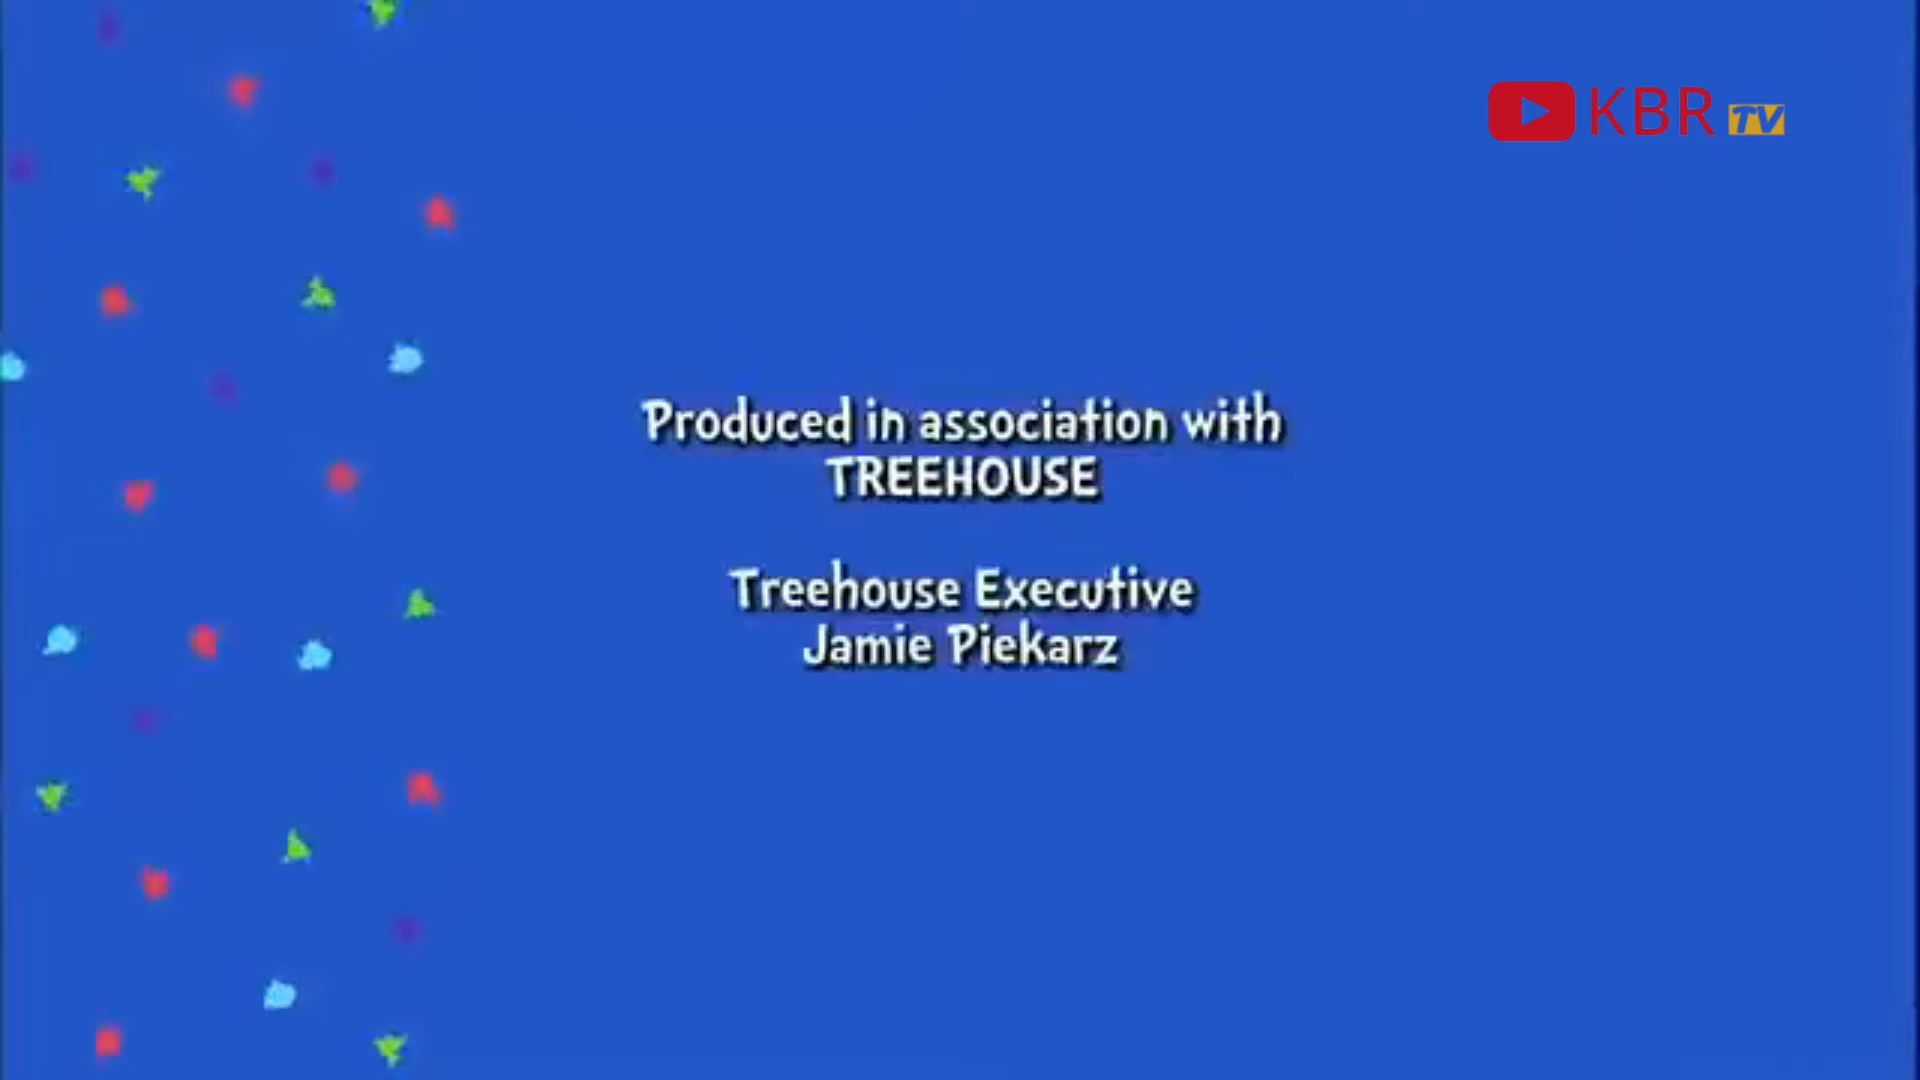 KBR TV
Produced in association with
TREEHOUSE
Treehouse Executive
Jamie Piekarz